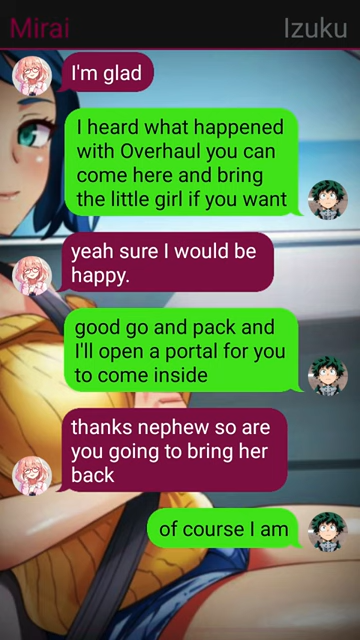 Mirai Izuku
I'm glad
I heard what happened
with Overhaul you can
come here and bring
the little girl if you want
yeah sure I would be
happy.
good go and pack and
I'll open a portal for you
to come inside
thanks nephew so are
you going to bring her
back
of course I am